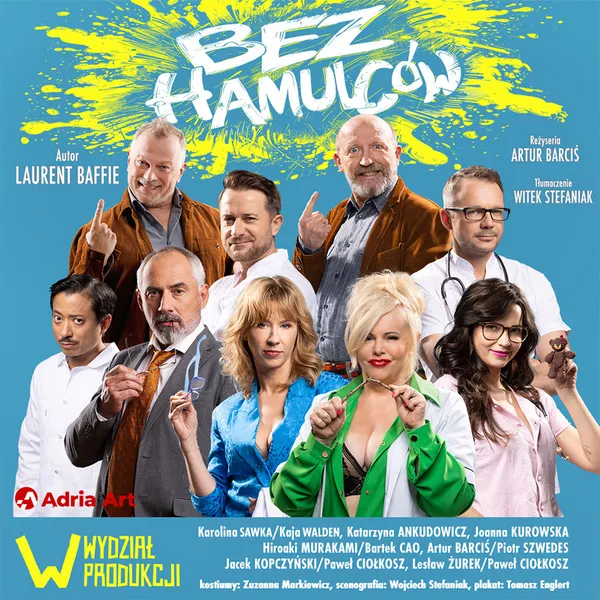 BEZ
HAMULCÓW
Autor
LAURENT BAFFIE
Reżyseria
ARTUR BARCIŚ
Tłumaczenie
WITEK STEFANIAK
Adria Art
W WYDZIAŁ
PRODUKCJI
Karolina SAWKA/Kaja WALDEN, Katarzyna ANKUDOWICZ, Joanna KUROWSKA
Hiroaki MURAKAMI/Bartek CAO, Artur BARCIŚ/Piotr SZWEDES
Jacek KOPCZYŃSKI/Paweł CIOŁKOSZ, Lesław ŻUREK/Paweł CIOŁKOSZ
kostiumy: Zuzanna Markiewicz, scenografia: Wojciech Stefaniak, plakat: Tomasz Englert